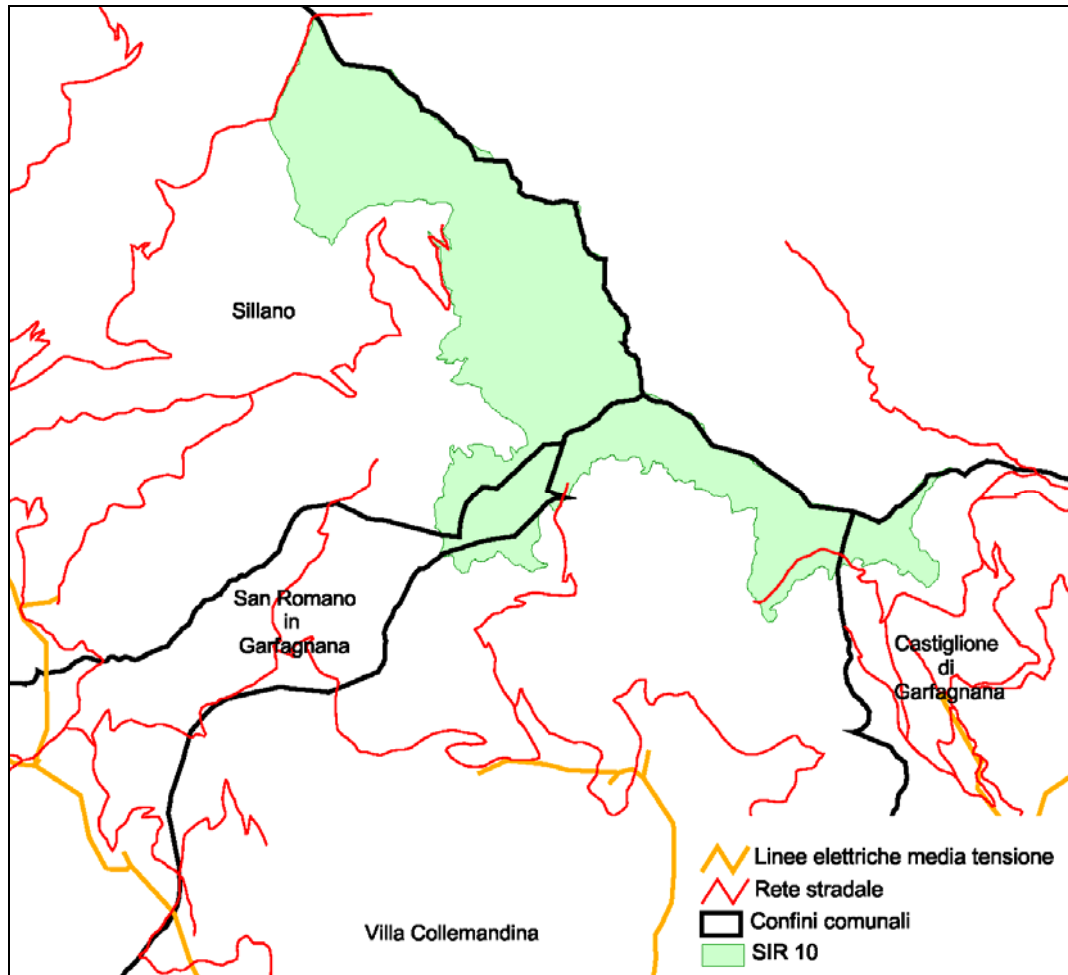 Sillano
San Romano
in
Garfagnana
Castiglione
di
Garfagnana
Villa Collemandina
Linee elettriche media tensione
Rete stradale
Confini comunali
SIR 10